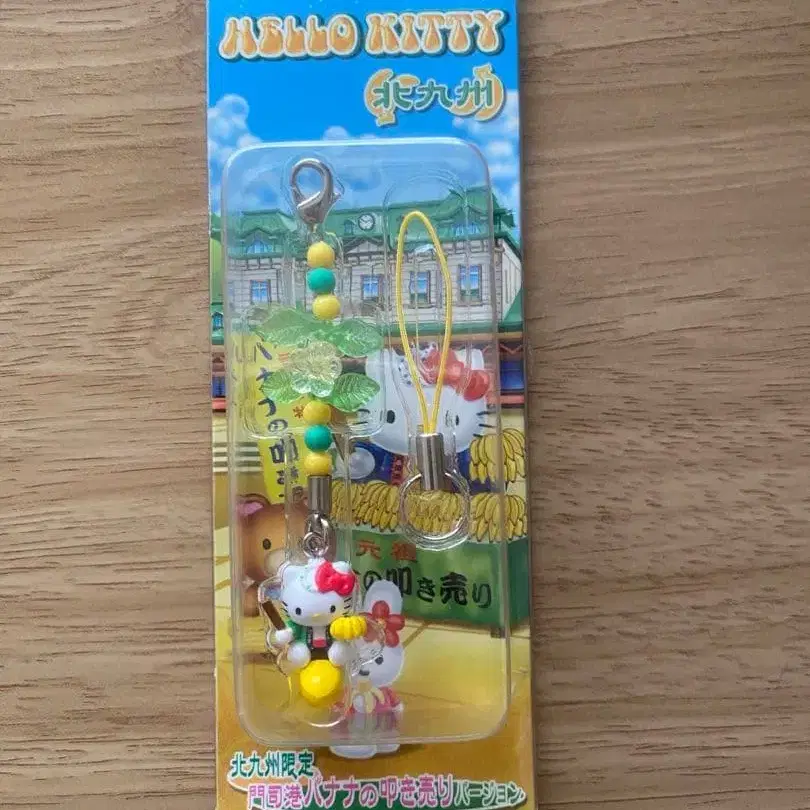 HELLO KITTY
北九州
バナナの叩き売
元祖
の叩き売り
北九州限定
門司港バナナの叩き売りバージョン